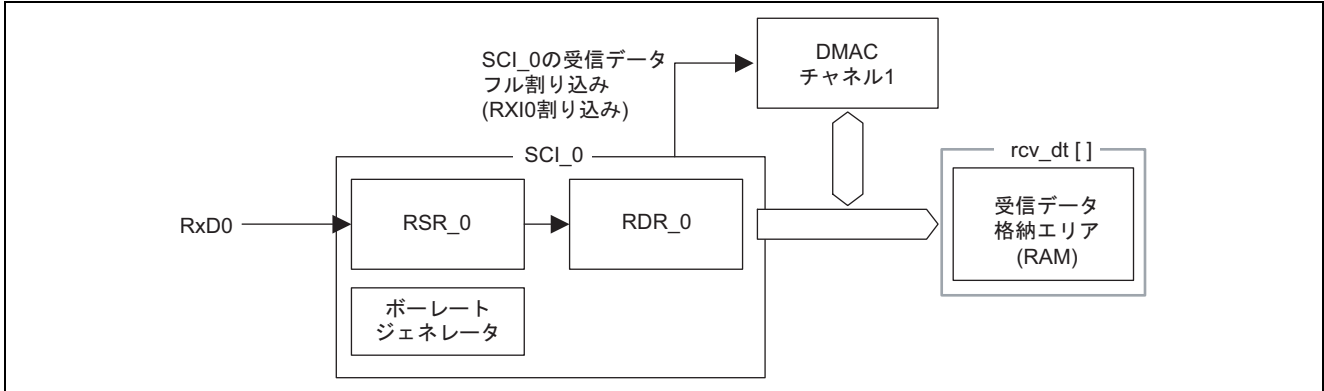 SCI_0の受信データ
フル割り込み
(RXI0割り込み)
DMAC
チャネル1
SCI_0
rcv_dt [ ]
RxD0
RSR_0
RDR_0
受信データ
格納エリア
(RAM)
ボーレート
ジェネレータ